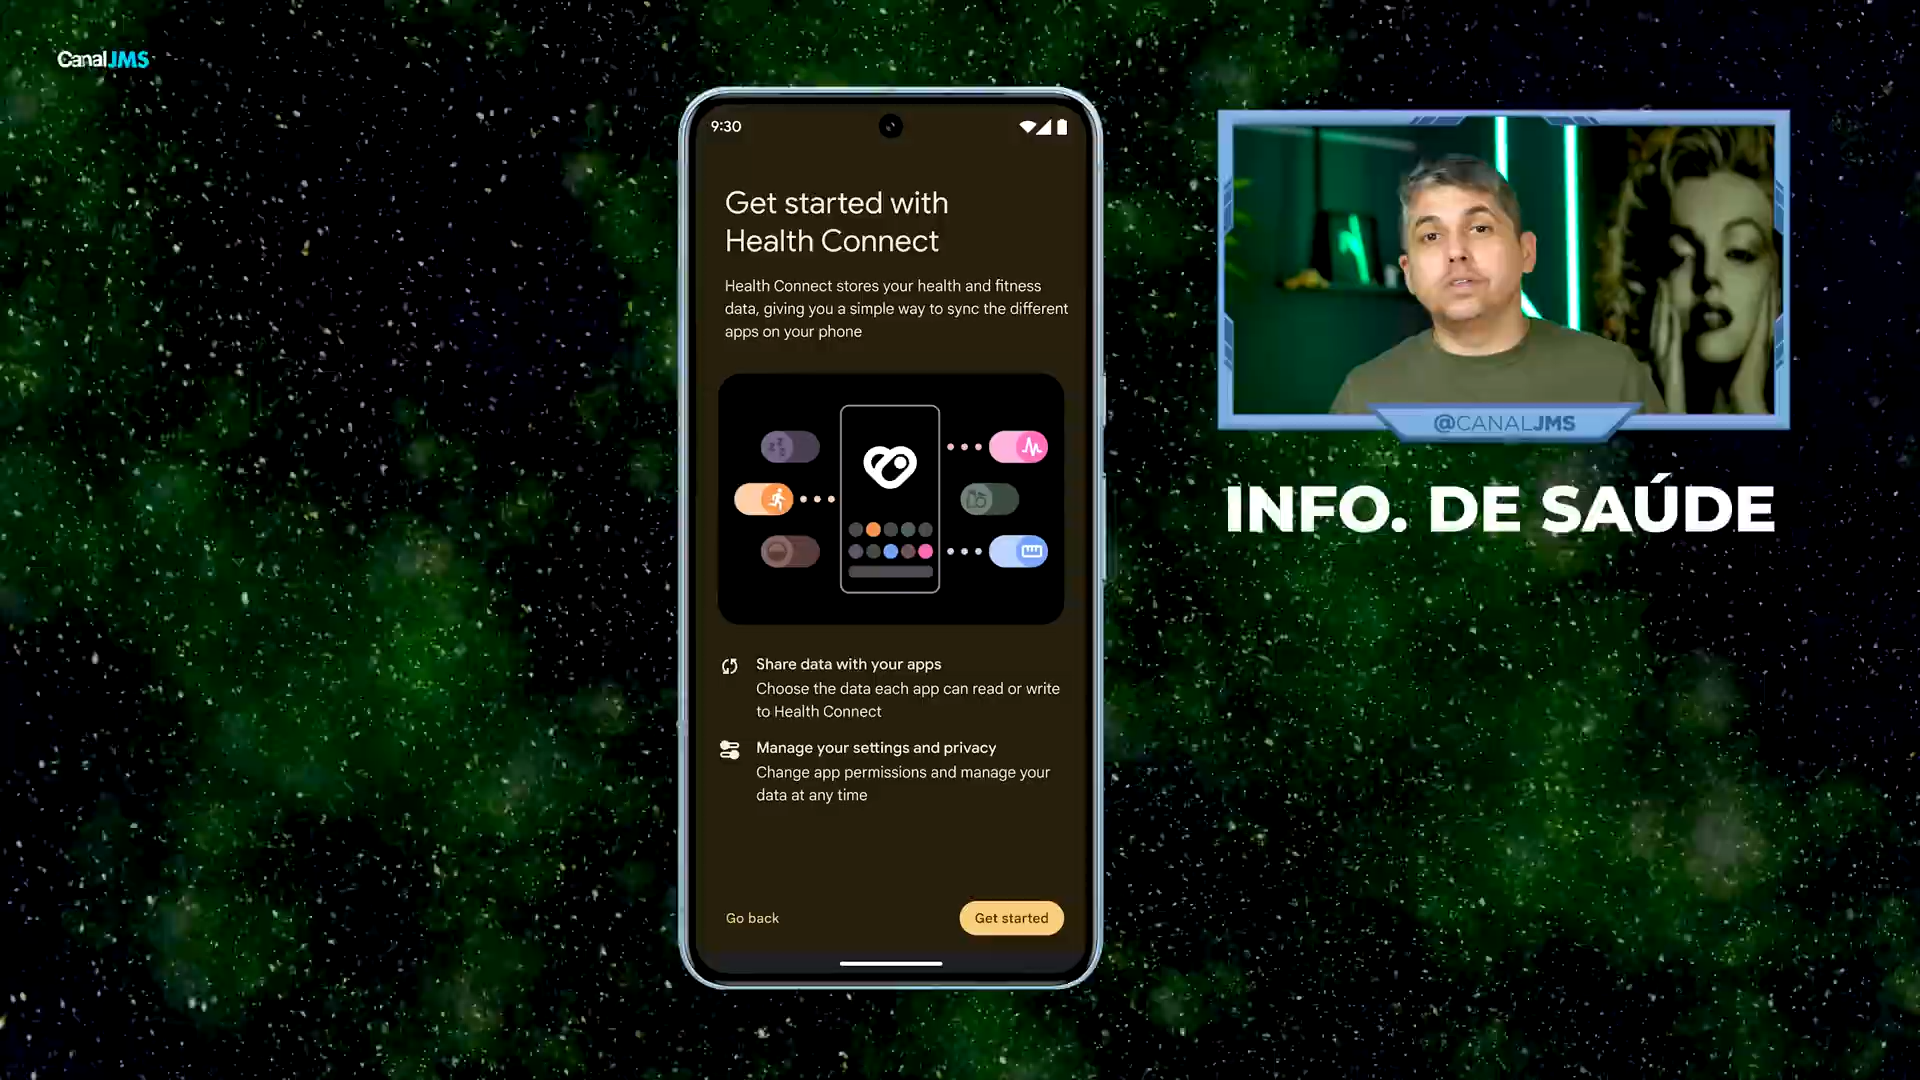 CanalJMS
9:30
Get started with
Health Connect
Health Connect stores your health and fitness
data, giving you a simple way to sync the different
apps on your phone
Share data with your apps
Choose the data each app can read or write
to Health Connect
Manage your settings and privacy
Change app permissions and manage your
data at any time
Go back
Get started
@CANALJMS
INFO. DE SAÚDE